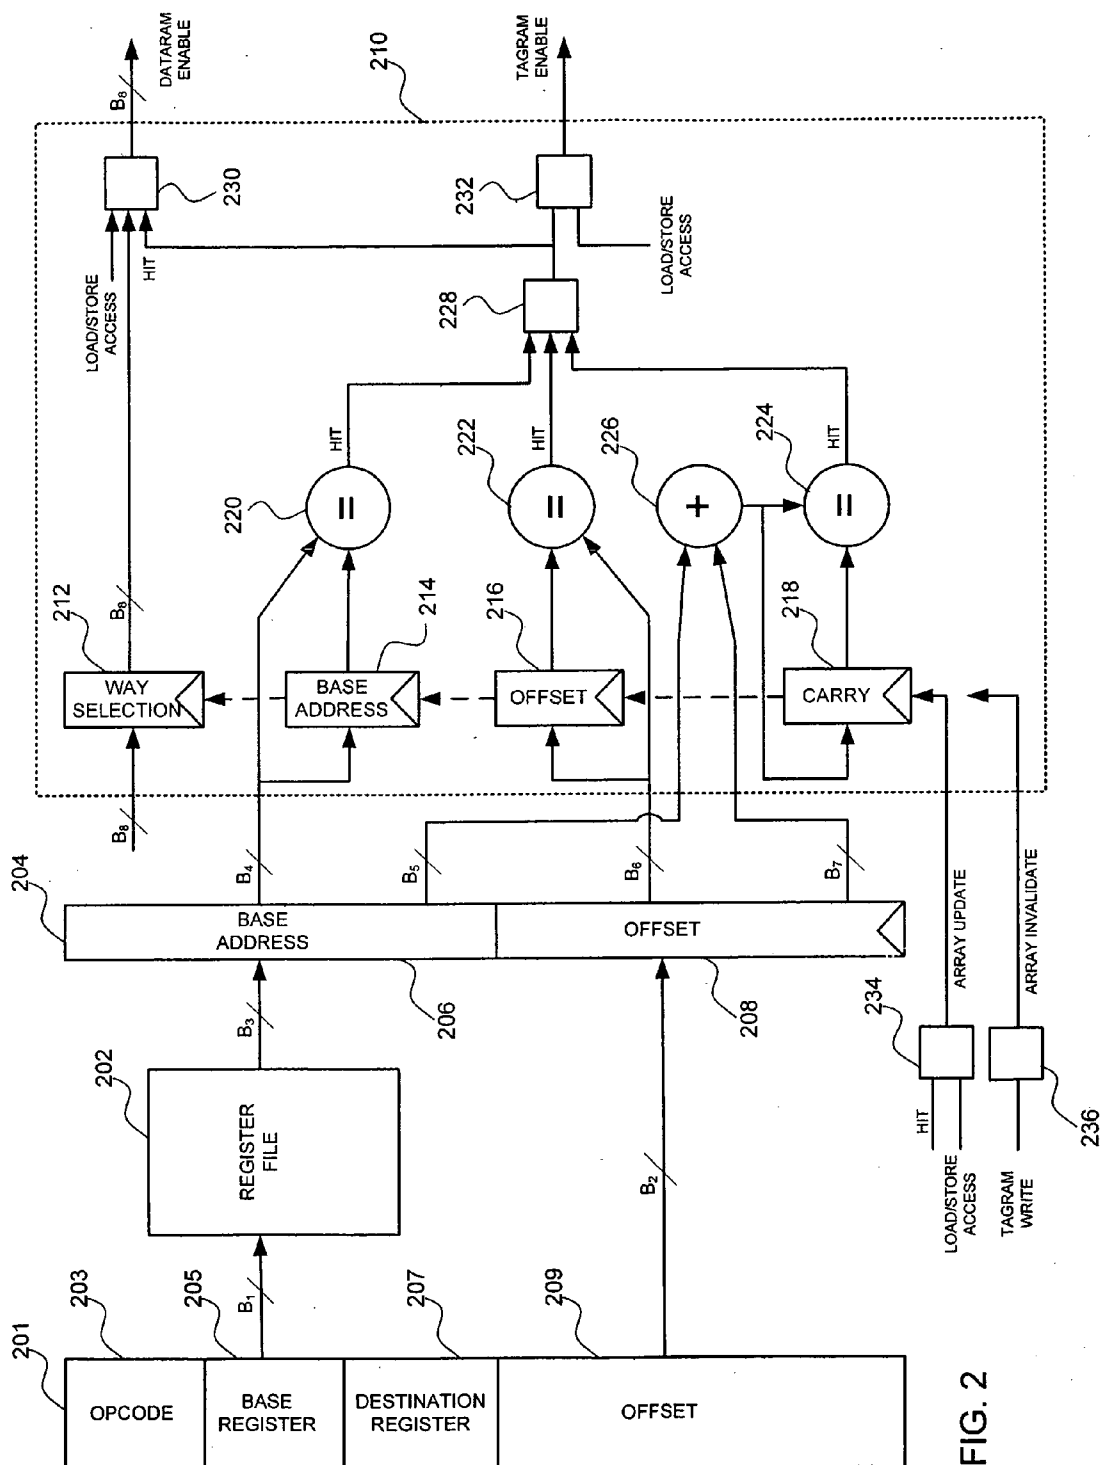 DATARAM
ENABLE
B8
210
TAGRAM
ENABLE
230
232
LOAD/STORE
ACCESS
HIT
228
LOAD/STORE
ACCESS
B8
212
WAY
SELECTION
B8
220
=
HIT
214
BASE
ADDRESS
222
=
HIT
216
OFFSET
226
+
224
=
HIT
218
CARRY
204
BASE
ADDRESS
206
OFFSET
208
B4
B5
B6
B7
ARRAY UPDATE
ARRAY INVALIDATE
234
236
HIT
LOAD/STORE
ACCESS
TAGRAM
WRITE
202
REGISTER
FILE
B3
B1
B2
201
203
205
207
209
OPCODE
BASE
REGISTER
DESTINATION
REGISTER
OFFSET
FIG. 2